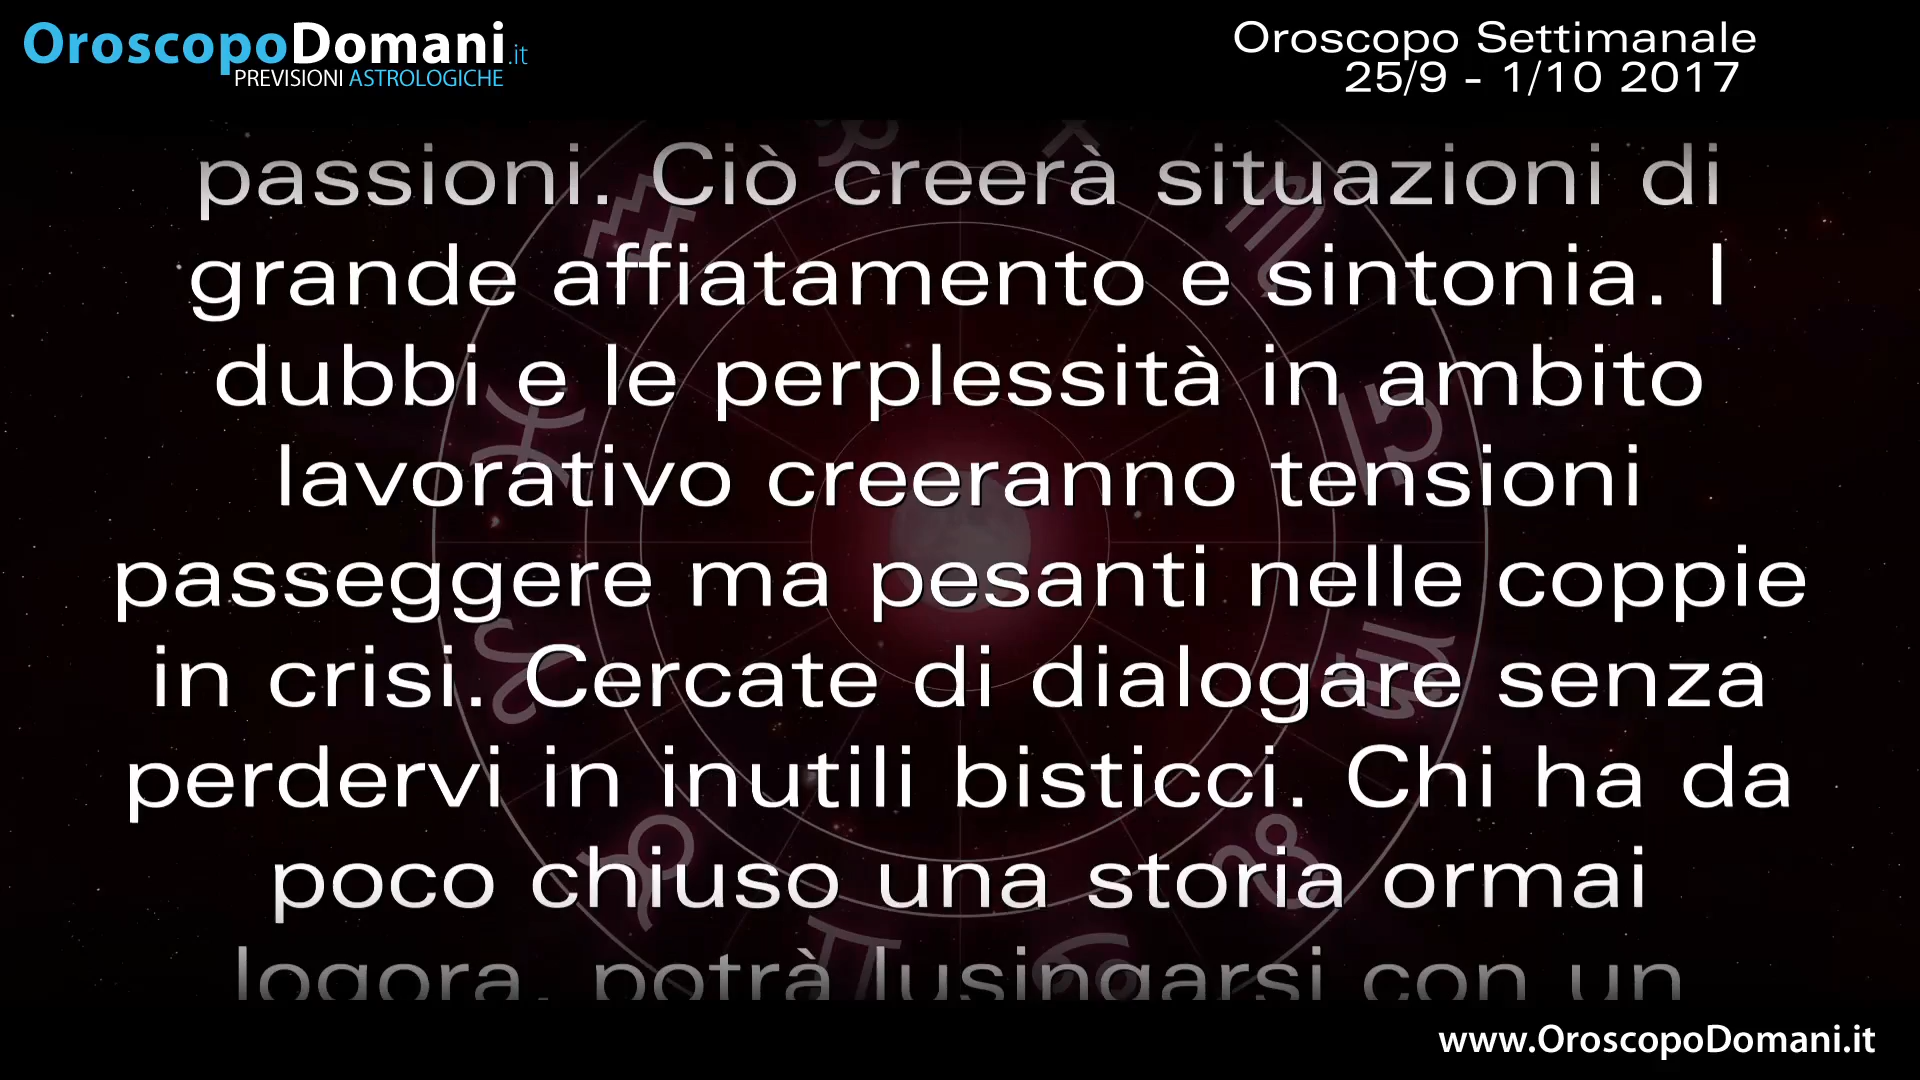 OroscopoDomani.it
PREVISIONI ASTROLOGICHE
Oroscopo Settimanale
25/9 - 1/10 2017
passioni. Ciò creerà situazioni di
grande affiatamento e sintonia. I
dubbi e le perplessità in ambito
lavorativo creeranno tensioni
passeggere ma pesanti nelle coppie
in crisi. Cercate di dialogare senza
perdervi in inutili bisticci. Chi ha da
poco chiuso una storia ormai
logora, potrà lusingarsi con un
www.OroscopoDomani.it